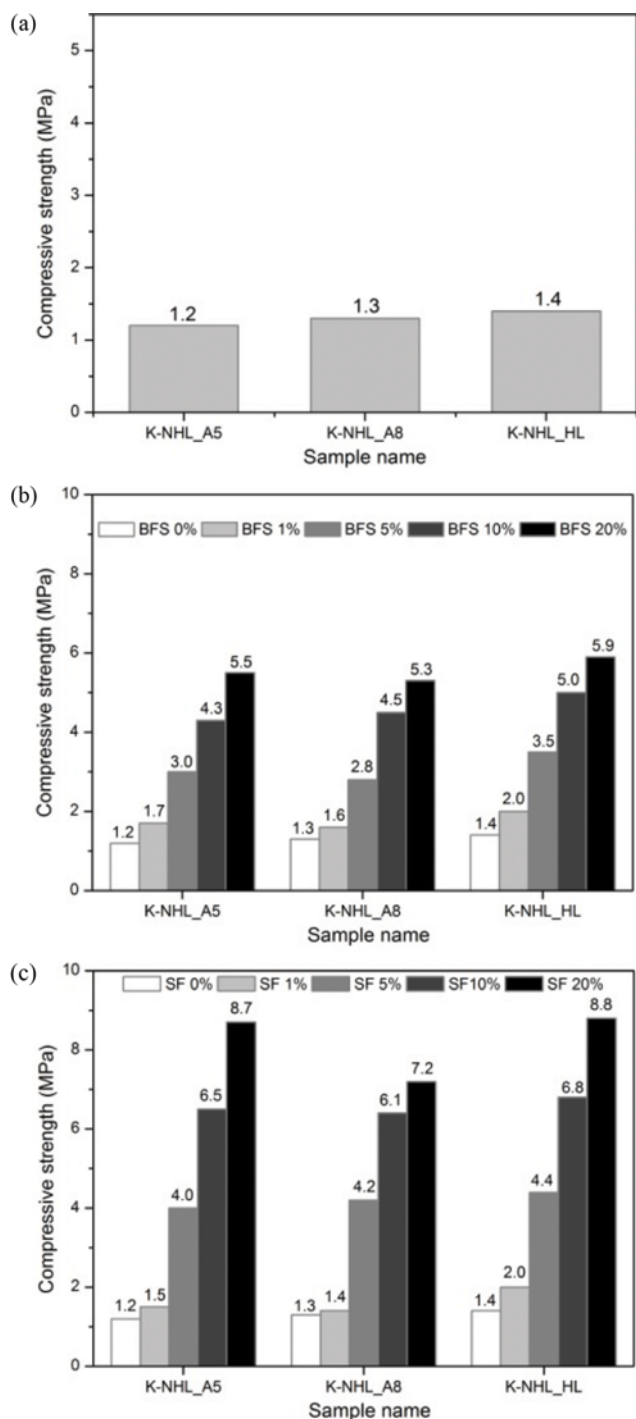 (a)
Compressive strength (MPa)
5
4
3
2
1
0
1.2
1.3
1.4
K-NHL_A5
K-NHL_A8
K-NHL_HL
Sample name
(b)
Compressive strength (MPa)
10
8
6
4
2
0
BFS 0% BFS 1% BFS 5% BFS 10% BFS 20%
1.2
1.7
3.0
4.3
5.5
1.3
1.6
2.8
4.5
5.3
1.4
2.0
3.5
5.0
5.9
K-NHL_A5
K-NHL_A8
K-NHL_HL
Sample name
(c)
Compressive strength (MPa)
10
8
6
4
2
0
SF 0% SF 1% SF 5% SF10% SF 20%
1.2
1.5
4.0
6.5
8.7
1.3
1.4
4.2
6.1
7.2
1.4
2.0
4.4
6.8
8.8
K-NHL_A5
K-NHL_A8
K-NHL_HL
Sample name